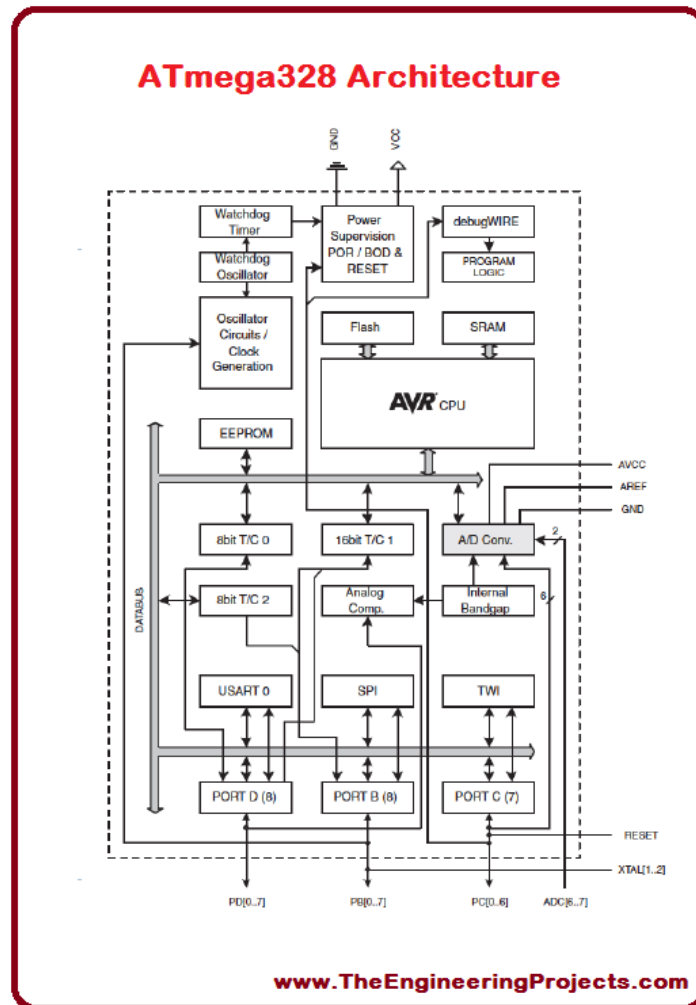 ATmega328 Architecture
GND
VCC
Watchdog
Timer
Power
Supervision
POR / BOD &
RESET
debugWIRE
Watchdog
Oscillator
PROGRAM
LOGIC
Oscillator
Circuits /
Clock
Generation
Flash
SRAM
AVR CPU
EEPROM
AVCC
AREF
GND
8bit T/C 0
16bit T/C 1
A/D Conv.
2
DATABUS
8bit T/C 2
Analog
Comp.
Internal
Bandgap
6
USART 0
SPI
TWI
PORT D (8)
PORT B (8)
PORT C (7)
RESET
XTAL[1..2]
PD[0..7]
PB[0..7]
PC[0..6]
ADC[6..7]
www.TheEngineeringProjects.com